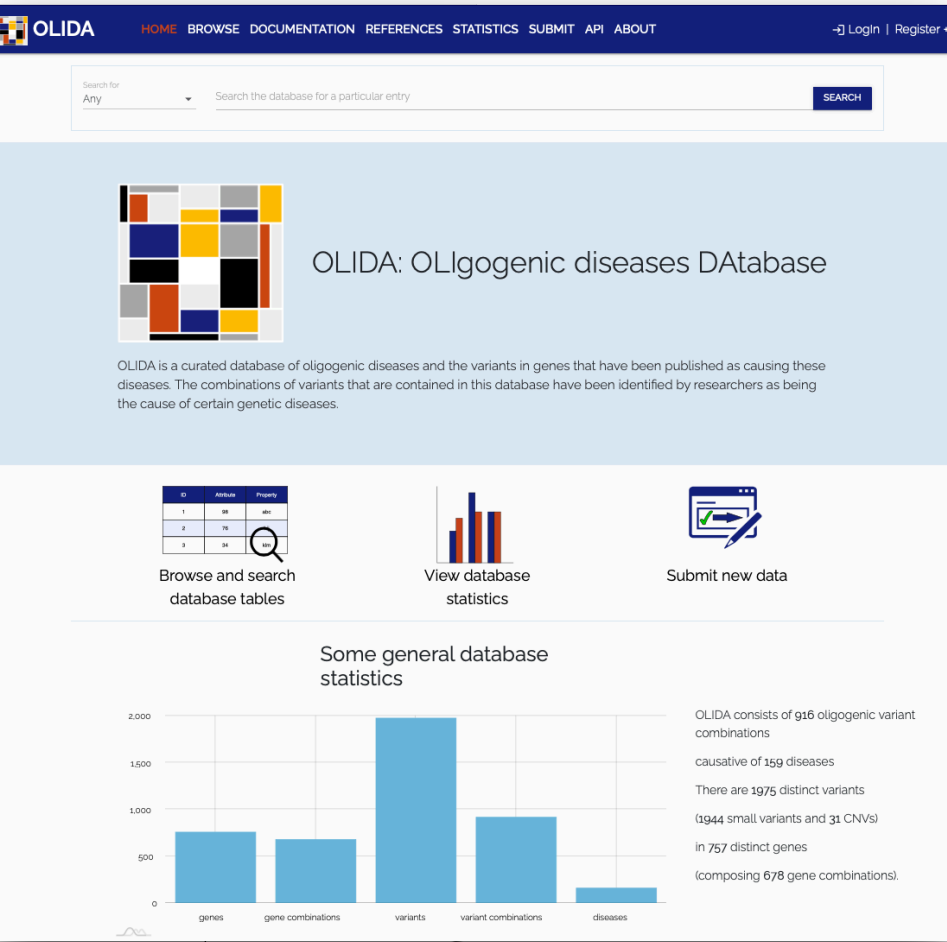 OLIDA
HOME BROWSE DOCUMENTATION REFERENCES STATISTICS SUBMIT API ABOUT
LogIn | Register
Search for
Any
Search the database for a particular entry
SEARCH
OLIDA: OLIgogenic diseases DAtabase
OLIDA is a curated database of oligogenic diseases and the variants in genes that have been published as causing these
diseases. The combinations of variants that are contained in this database have been identified by researchers as being
the cause of certain genetic diseases.
ID Attribute Property
1 98 abc
2 76
3 34 klm
Browse and search
database tables
View database
statistics
Submit new data
Some general database
statistics
2,000
1,500
1,000
500
0
genes gene combinations variants variant combinations diseases
OLIDA consists of 916 oligogenic variant
combinations
causative of 159 diseases
There are 1975 distinct variants
(1944 small variants and 31 CNVs)
in 757 distinct genes
(composing 678 gene combinations).